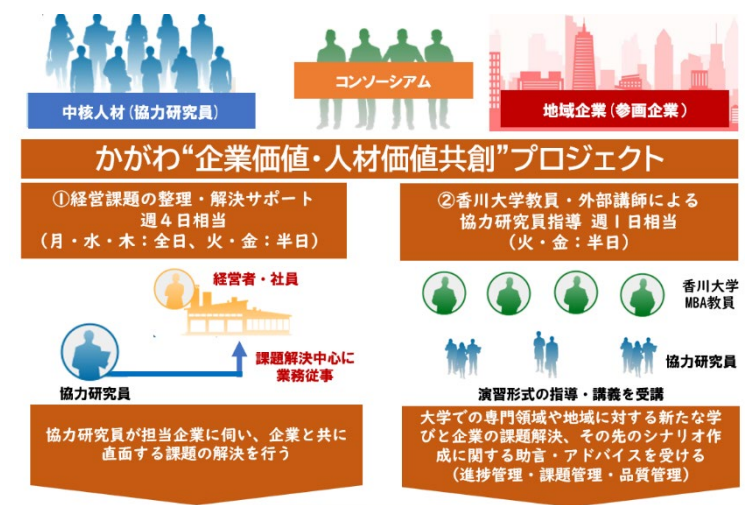 中核人材(協力研究員)
コンソーシアム
地域企業(参画企業)
かがわ“企業価値・人材価値共創”プロジェクト
①経営課題の整理・解決サポート
週4日相当
(月・水・木:全日、火・金:半日)
経営者・社員
課題解決中心に
業務従事
協力研究員
協力研究員が担当企業に伺い、企業と共に
直面する課題の解決を行う
②香川大学教員・外部講師による
協力研究員指導 週1日相当
(火・金:半日)
香川大学
MBA教員
協力研究員
演習形式の指導・講義を受講
大学での専門領域や地域に対する新たな学
びと企業の課題解決、その先のシナリオ作
成に関する助言・アドバイスを受ける
(進捗管理・課題管理・品質管理)